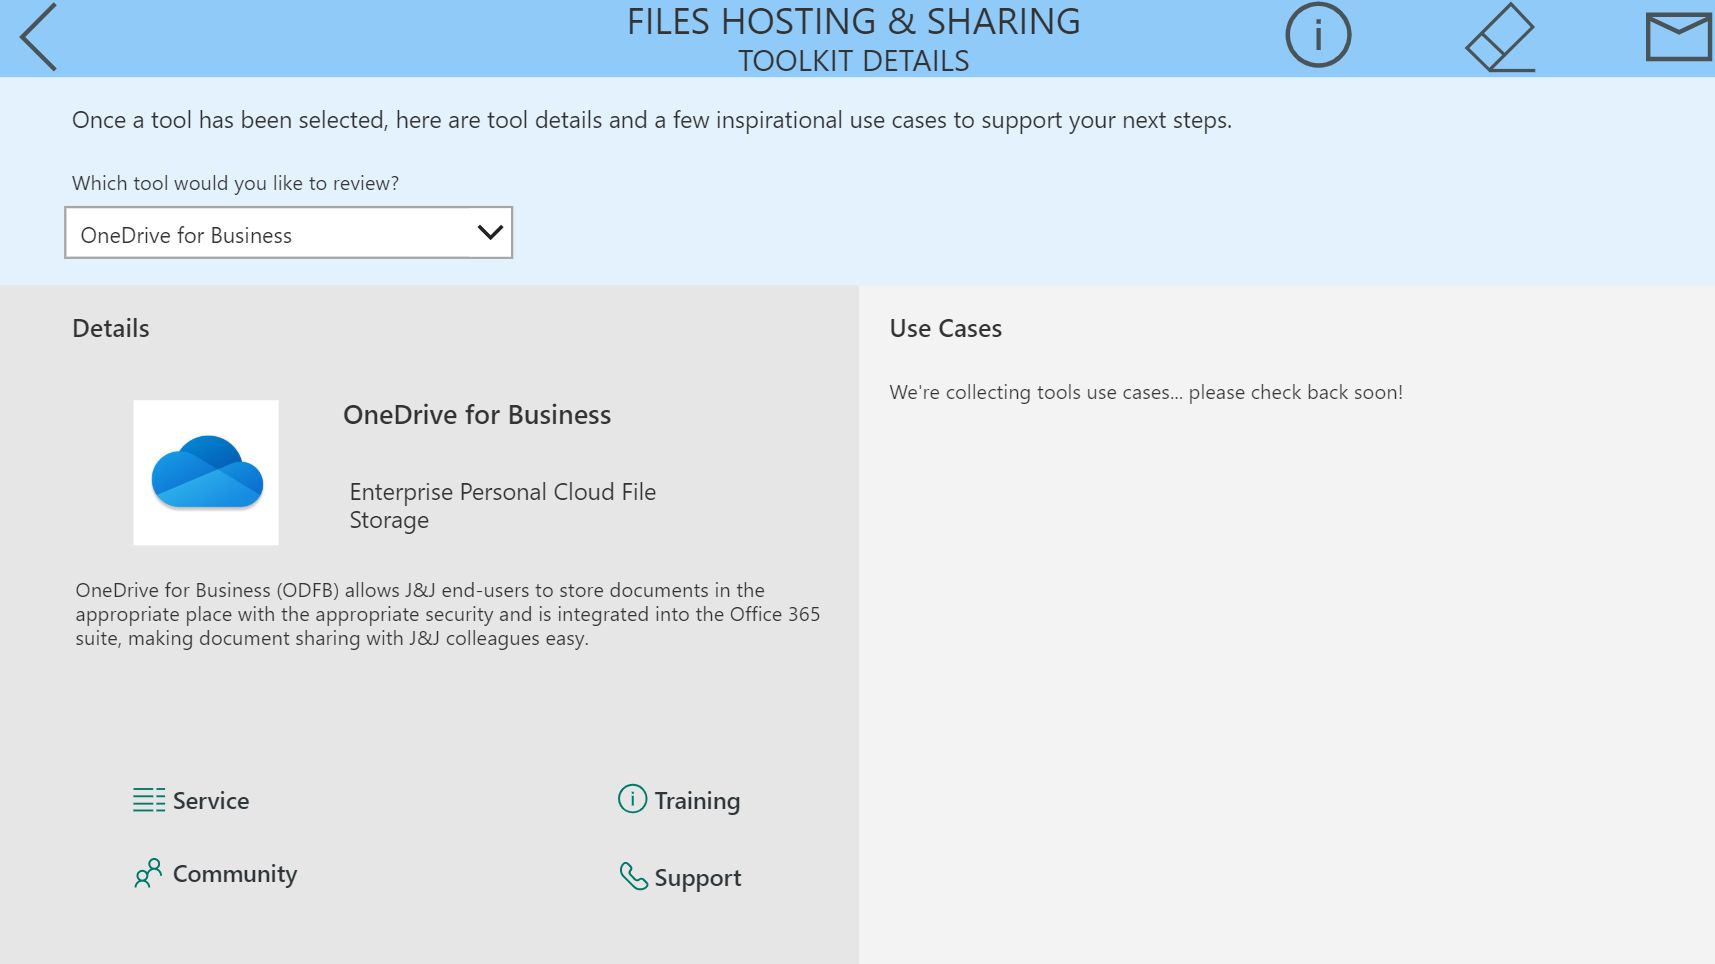 FILES HOSTING & SHARING
TOOLKIT DETAILS
Once a tool has been selected, here are tool details and a few inspirational use cases to support your next steps.
Which tool would you like to review?
OneDrive for Business
Details
OneDrive for Business
Enterprise Personal Cloud File
Storage
OneDrive for Business (ODFB) allows J&J end-users to store documents in the
appropriate place with the appropriate security and is integrated into the Office 365
suite, making document sharing with J&J colleagues easy.
Service
Training
Community
Support
Use Cases
We're collecting tools use cases... please check back soon!